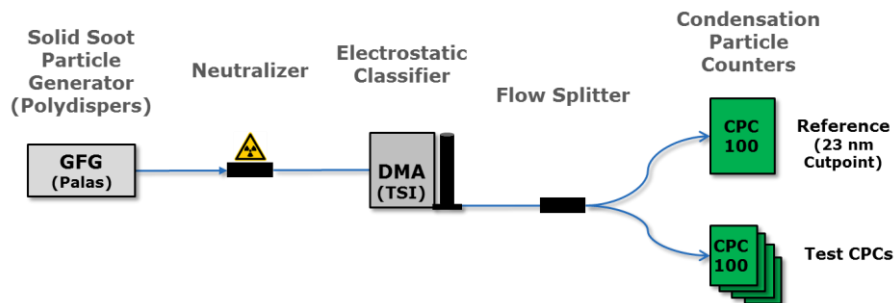 Solid Soot
Particle
Generator
(Polydispers)
Neutralizer
Electrostatic
Classifier
Flow Splitter
Condensation
Particle
Counters
GFG
(Palas)
DMA
(TSI)
CPC
100
Reference
(23 nm
Cutpoint)
CPC
100
Test CPCs